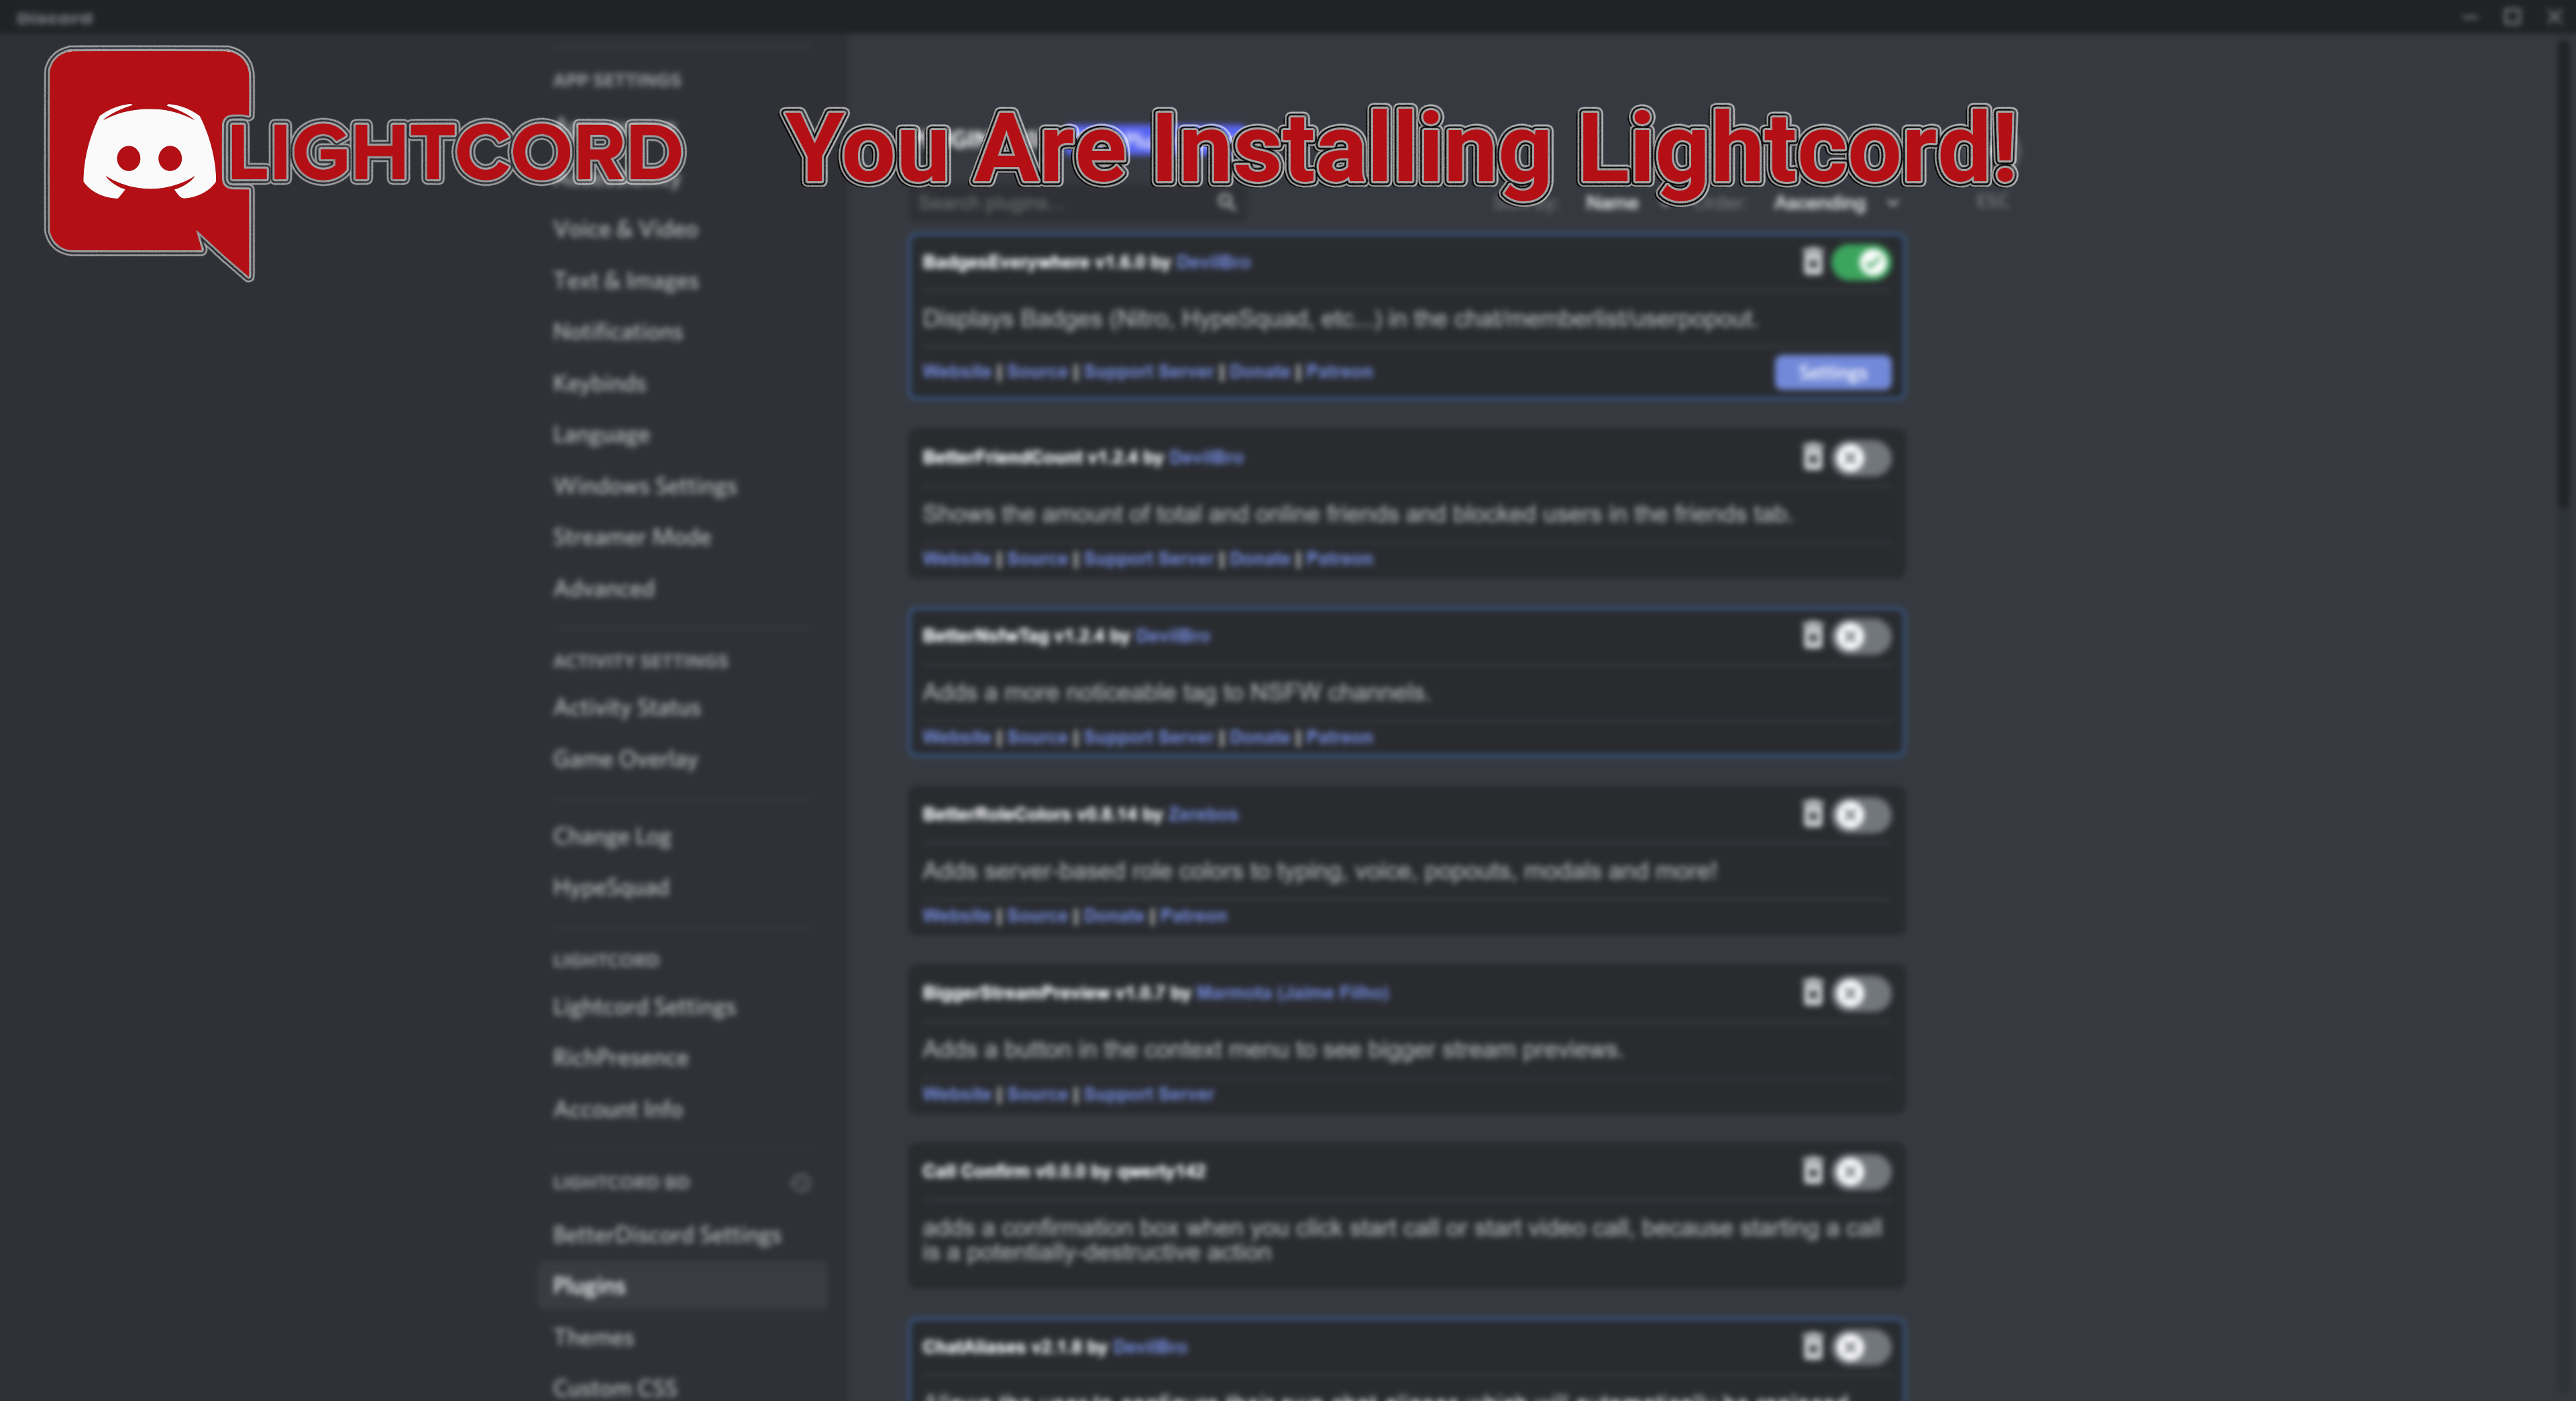 Discord
LIGHTCORD
You Are Installing Lightcord!
APP SETTINGS
Voice & Video
Text & Images
Notifications
Keybinds
Language
Windows Settings
Streamer Mode
Advanced
ACTIVITY SETTINGS
Activity Status
Game Overlay
Change Log
HypeSquad
LIGHTCORD
Lightcord Settings
RichPresence
Account Info
LIGHTCORD BD
BetterDiscord Settings
Plugins
Themes
Custom CSS
Search plugins...
Name
Ascending
ESC
BadgesEverywhere v1.6.0 by DevilBro
Displays Badges (Nitro, HypeSquad, etc...) in the chat/memberlist/userpopout.
Website | Source | Support Server | Donate | Patreon
Settings
BetterFriendCount v1.2.4 by DevilBro
Shows the amount of total and online friends and blocked users in the friends tab.
Website | Source | Support Server | Donate | Patreon
BetterNsfwTag v1.2.4 by DevilBro
Adds a more noticeable tag to NSFW channels.
Website | Source | Support Server | Donate | Patreon
BetterRoleColors v0.8.14 by Zerebos
Adds server-based role colors to typing, voice, popouts, modals and more!
Website | Source | Donate | Patreon
BiggerStreamPreview v1.0.7 by Marmota (Jaime Filho)
Adds a button in the context menu to see bigger stream previews.
Website | Source | Support Server
Call Confirm v0.0.0 by qwerty142
adds a confirmation box when you click start call or start video call, because starting a call
is a potentially-destructive action
ChatAliases v2.1.8 by DevilBro